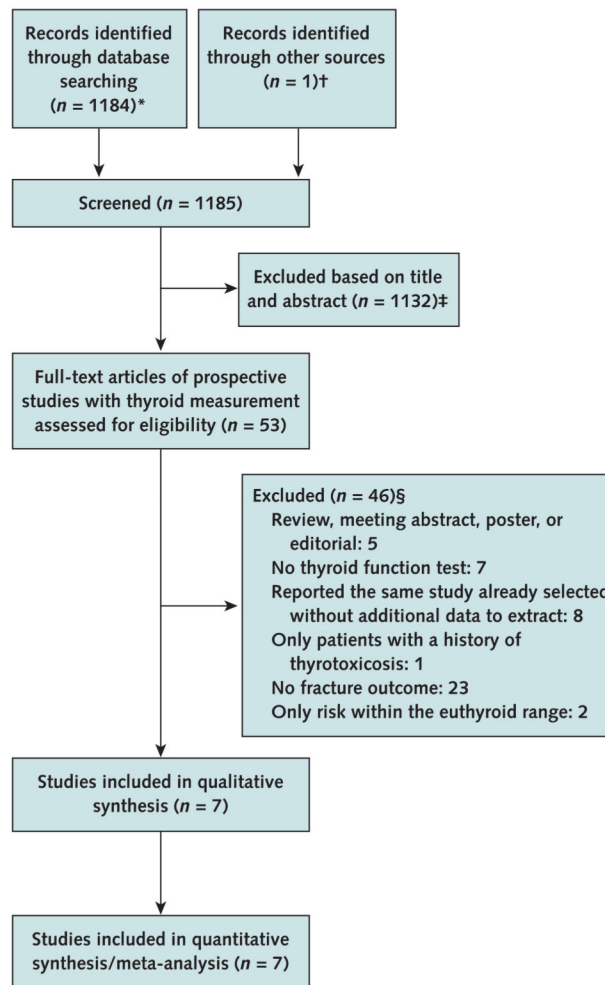 Records identified
through database
searching
(n = 1184)*
Records identified
through other sources
(n = 1)†
Screened (n = 1185)
Excluded based on title
and abstract (n = 1132)‡
Full-text articles of prospective
studies with thyroid measurement
assessed for eligibility (n = 53)
Excluded (n = 46)§
Review, meeting abstract, poster, or
editorial: 5
No thyroid function test: 7
Reported the same study already selected
without additional data to extract: 8
Only patients with a history of
thyrotoxicosis: 1
No fracture outcome: 23
Only risk within the euthyroid range: 2
Studies included in qualitative
synthesis (n = 7)
Studies included in quantitative
synthesis/meta-analysis (n = 7)